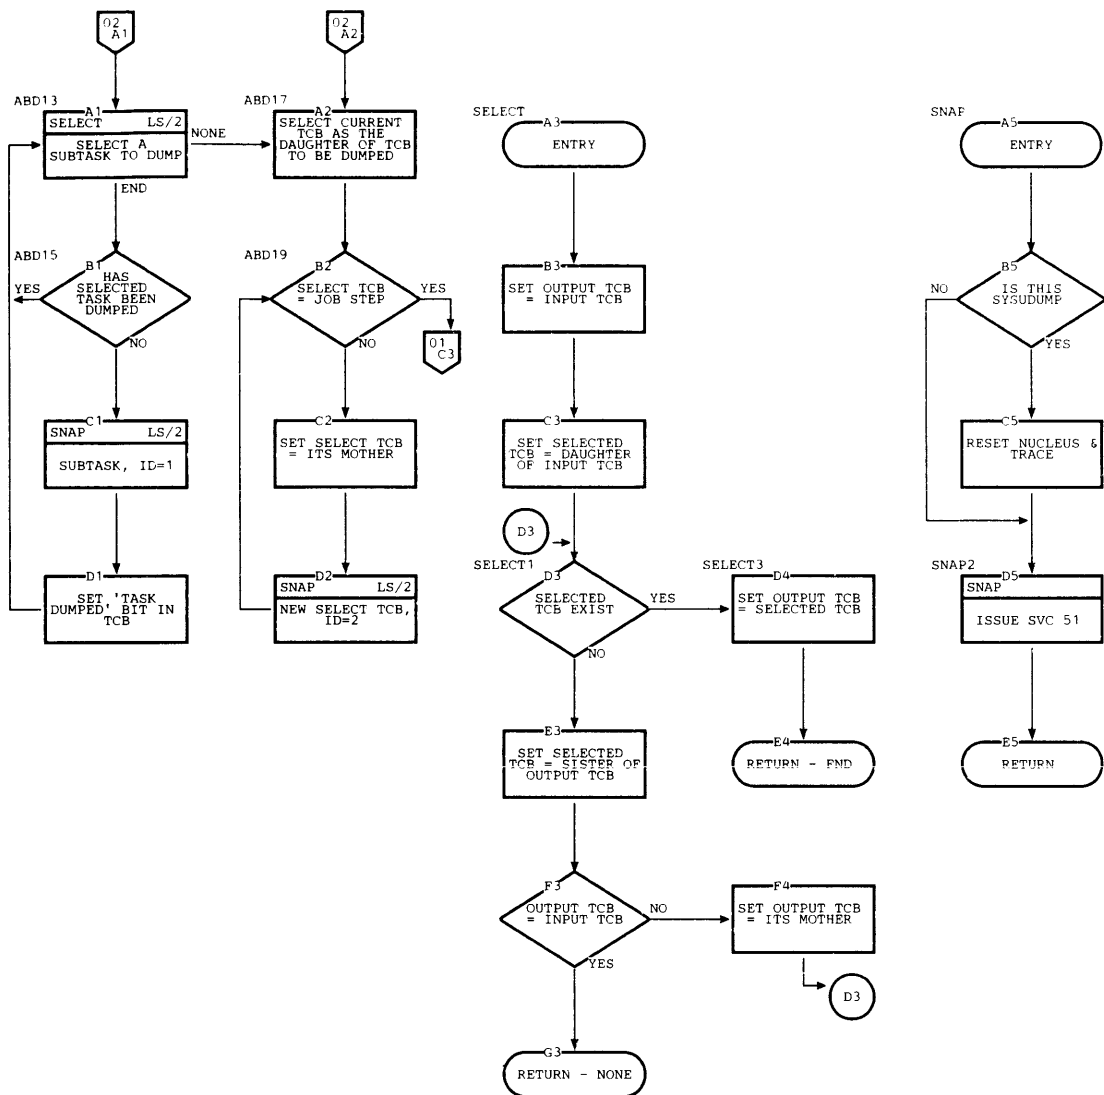 02
A1
02
A2
ABD13
A1
SELECT LS/2
SELECT A
SUBTASK TO DUMP
NONE
END
ABD17
A2
SELECT CURRENT
TCB AS THE
DAUGHTER OF TCB
TO BE DUMPED
SELECT
A3
ENTRY
SNAP
A5
ENTRY
ABD15
B1
HAS
SELECTED
TASK BEEN
DUMPED
YES
NO
ABD19
B2
SELECT TCB
= JOB STEP
YES
NO
01
C3
B3
SET OUTPUT TCB
= INPUT TCB
B5
IS THIS
SYSUDUMP
NO
YES
C1
SNAP LS/2
SUBTASK, ID=1
C2
SET SELECT TCB
= ITS MOTHER
C3
SET SELECTED
TCB = DAUGHTER
OF INPUT TCB
C5
RESET NUCLEUS &
TRACE
D3
D1
SET 'TASK
DUMPED' BIT IN
TCB
D2
SNAP LS/2
NEW SELECT TCB,
ID=2
SELECT1
D3
SELECTED
TCB EXIST
YES
NO
SELECT3
D4
SET OUTPUT TCB
= SELECTED TCB
SNAP2
D5
SNAP
ISSUE SVC 51
E3
SET SELECTED
TCB = SISTER OF
OUTPUT TCB
E4
RETURN - FND
E5
RETURN
F3
OUTPUT TCB
= INPUT TCB
NO
YES
F4
SET OUTPUT TCB
= ITS MOTHER
D3
G3
RETURN - NONE